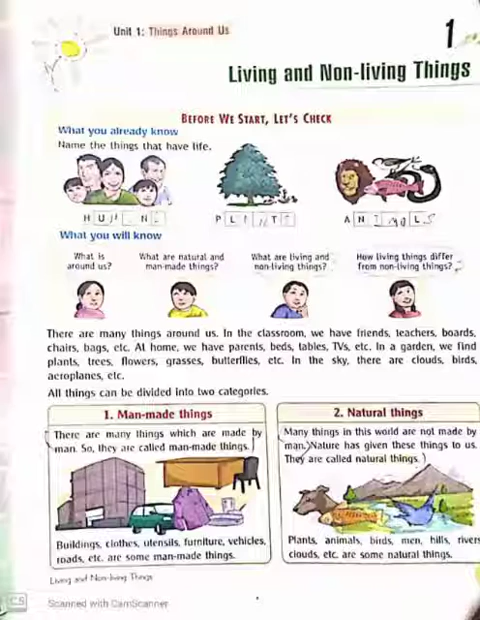 Unit 1: Things Around Us
1
Living and Non-living Things
BEFORE WE START, LET'S CHECK
What you already know
Name the things that have life.
What you will know
What is
around us?
What are natural and
man-made things?
What are living and
non-living things?
How living things differ
from non-living things?
There are many things around us. In the classroom, we have friends, teachers, boards,
chairs, bags, etc. At home, we have parents, beds, tables, TVs, etc. In a garden, we find
plants, trees, flowers, grasses, butterflies, etc. In the sky, there are clouds, birds,
aeroplanes, etc.
All things can be divided into two categories.
1. Man-made things
There are many things which are made by
man. So, they are called man-made things.
Buildings, clothes, utensils, furniture, vehicles,
roads, etc. are some man-made things.
2. Natural things
Many things in this world are not made by
man. Nature has given these things to us.
They are called natural things.
Plants, animals, birds, men, hills, rivers
clouds, etc. are some natural things.
Living and Non-living Things
CS
Scanned with CamScanner